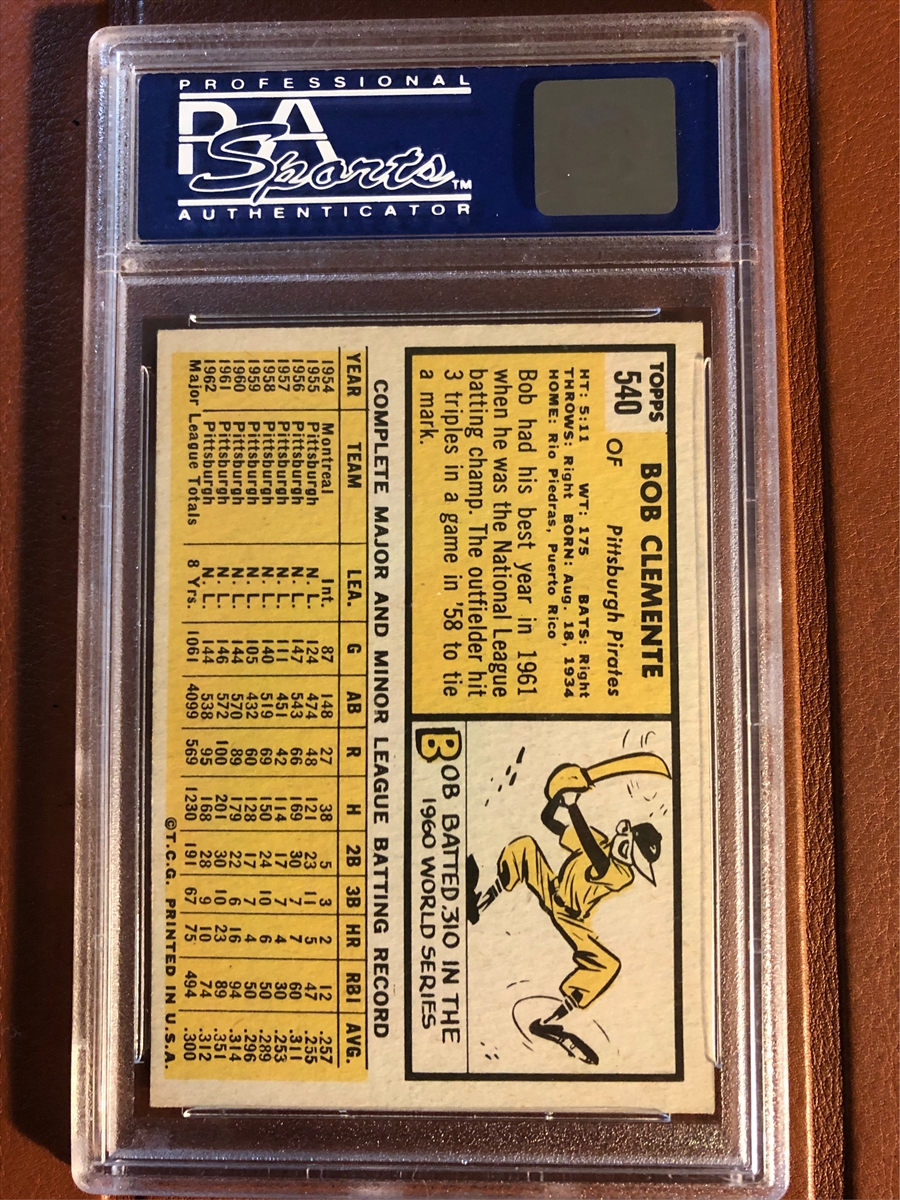 PROFESSIONAL
PSA
Sports™
AUTHENTICATOR
TOPPS
540
BOB CLEMENTE
OF Pittsburgh Pirates
HT: 5:11 WT: 175 BATS: Right
THROWS: Right BORN: Aug. 18, 1934
HOME: Rio Piedras, Puerto Rico
Bob had his best year in 1961
when he was the National League
batting champ. The outfielder hit
3 triples in a game in '58 to tie
a mark.
BOB BATTED .310 IN THE
1960 WORLD SERIES
COMPLETE MAJOR AND MINOR LEAGUE BATTING RECORD
YEAR TEAM LEA. G AB R H 2B 3B HR RBI AVG.
1954 Montreal Int. 87 148 27 38 5 3 2 12 .257
1955 Pittsburgh N. L. 124 474 48 121 23 11 5 47 .255
1956 Pittsburgh N. L. 147 543 66 169 30 7 7 60 .311
1957 Pittsburgh N. L. 111 451 42 114 17 7 4 30 .253
1958 Pittsburgh N. L. 140 519 69 150 24 10 6 50 .289
1959 Pittsburgh N. L. 105 432 60 128 17 7 4 50 .296
1960 Pittsburgh N. L. 144 570 89 179 22 6 16 94 .314
1961 Pittsburgh N. L. 146 572 100 201 30 10 23 89 .351
1962 Pittsburgh N. L. 144 538 95 168 28 9 10 74 .312
Major League Totals 8 Yrs. 1061 4099 569 1230 191 67 75 494 .300
©T.C.G. PRINTED IN U.S.A.